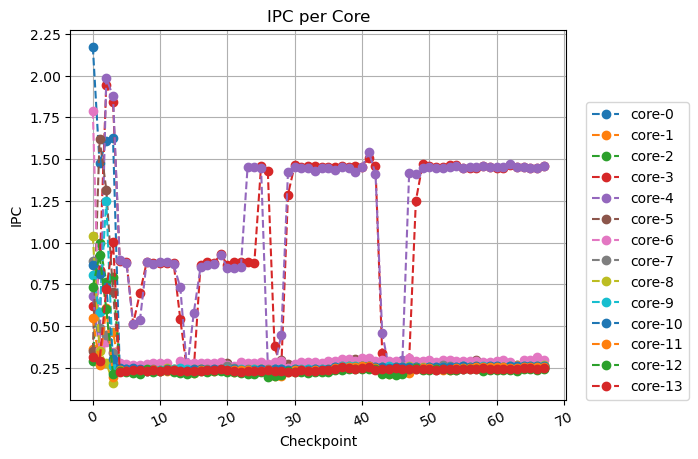 IPC per Core
IPC
2.25
2.00
1.75
1.50
1.25
1.00
0.75
0.50
0.25
0
10
20
30
40
50
60
70
Checkpoint
core-0
core-1
core-2
core-3
core-4
core-5
core-6
core-7
core-8
core-9
core-10
core-11
core-12
core-13